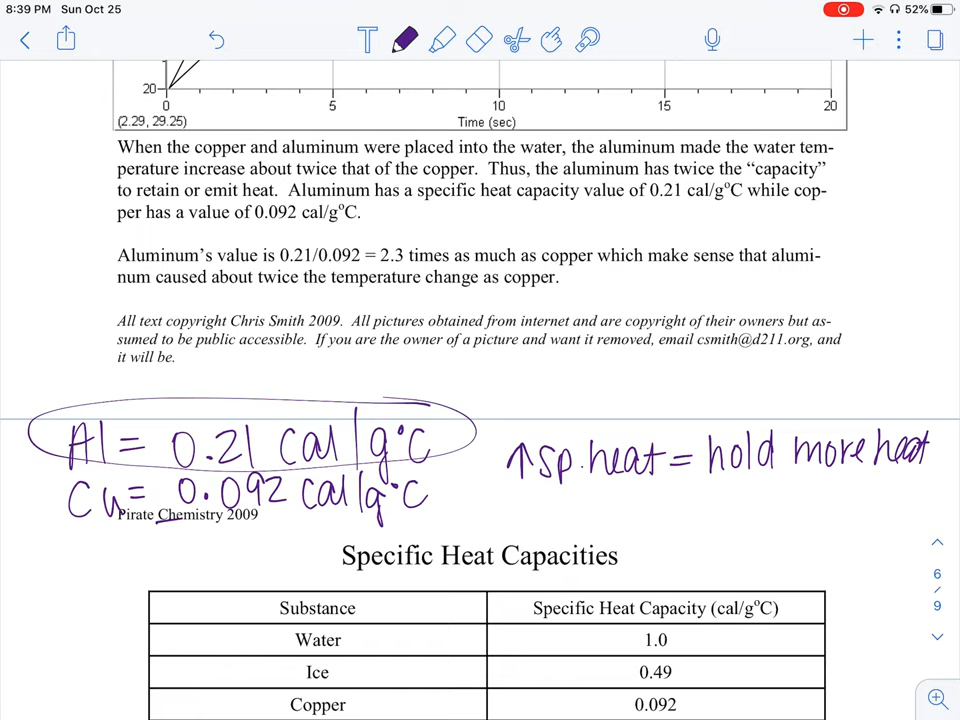 8:39 PM Sun Oct 25
52%
T
20
0 5 10 15 20
(2.29, 29.25) Time (sec)
When the copper and aluminum were placed into the water, the aluminum made the water tem-
perature increase about twice that of the copper. Thus, the aluminum has twice the “capacity”
to retain or emit heat. Aluminum has a specific heat capacity value of 0.21 cal/g°C while cop-
per has a value of 0.092 cal/g°C.
Aluminum’s value is 0.21/0.092 = 2.3 times as much as copper which make sense that alumi-
num caused about twice the temperature change as copper.
All text copyright Chris Smith 2009. All pictures obtained from internet and are copyright of their owners but as-
sumed to be public accessible. If you are the owner of a picture and want it removed, email csmith@d211.org, and
it will be.
Al = 0.21 cal/g°C
↑ sp. heat = hold more heat
Cu = 0.092 cal/g°C
Pirate Chemistry 2009
6
/
9
Specific Heat Capacities
Substance Specific Heat Capacity (cal/g°C)
Water 1.0
Ice 0.49
Copper 0.092